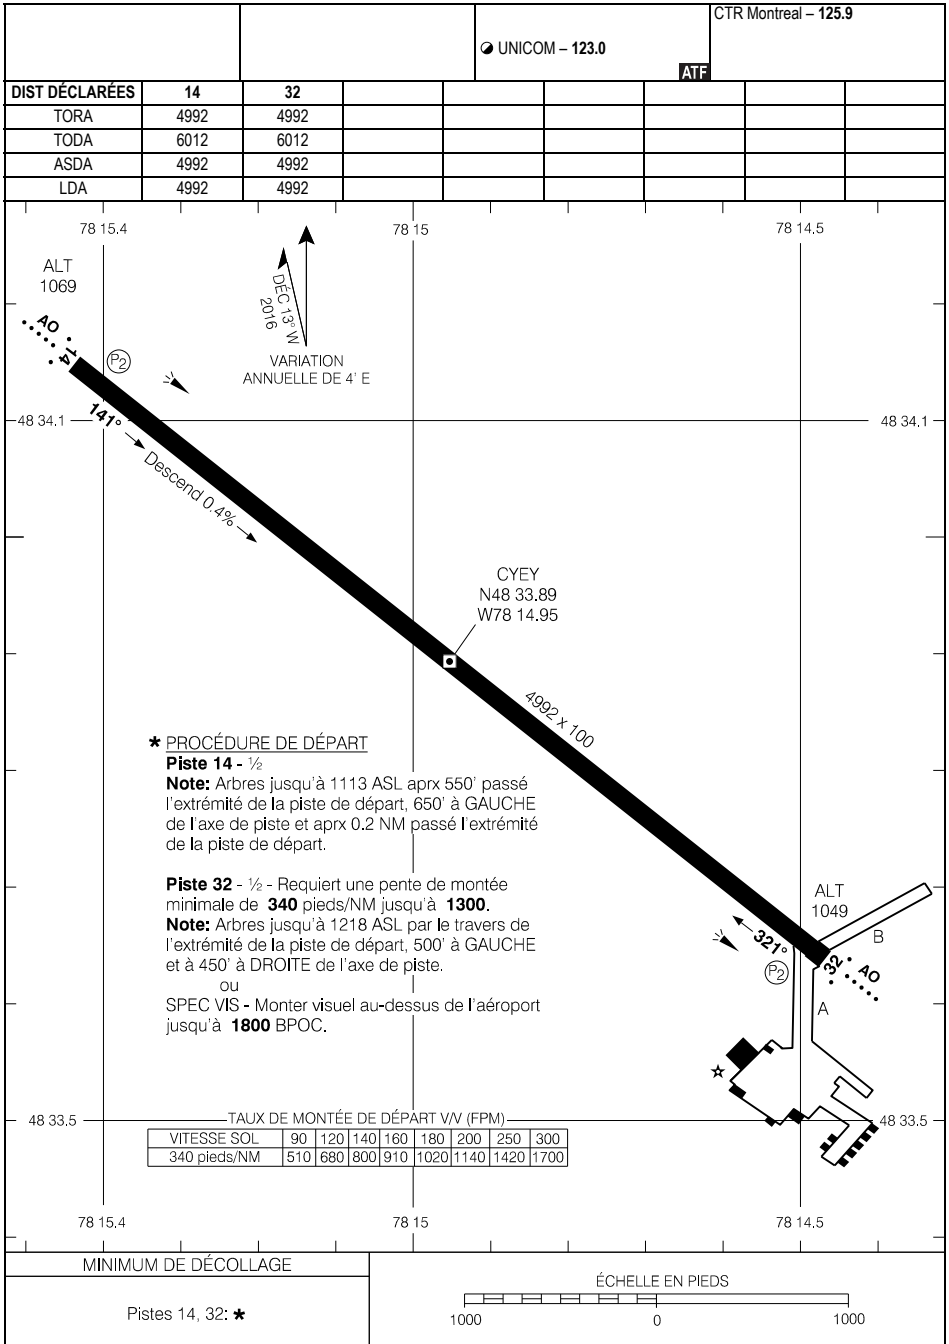 CTR Montreal – 125.9
UNICOM – 123.0
ATF
DIST DÉCLARÉES 14 32
TORA 4992 4992
TODA 6012 6012
ASDA 4992 4992
LDA 4992 4992
78 15.4 78 15 78 14.5
ALT
1069
DÉC 13° W
2016
VARIATION
ANNUELLE DE 4' E
AO
14
P2
48 34.1 48 34.1
141°
Descend 0.4%
CYEY
N48 33.89
W78 14.95
4992 x 100
* PROCÉDURE DE DÉPART
Piste 14 - ½
Note: Arbres jusqu'à 1113 ASL aprx 550' passé
l'extrémité de la piste de départ, 650' à GAUCHE
de l'axe de piste et aprx 0.2 NM passé l'extrémité
de la piste de départ.
Piste 32 - ½ - Requiert une pente de montée
minimale de 340 pieds/NM jusqu'à 1300.
Note: Arbres jusqu'à 1218 ASL par le travers de
l'extrémité de la piste de départ, 500' à GAUCHE
et à 450' à DROITE de l'axe de piste.
ou
SPEC VIS - Monter visuel au-dessus de l'aéroport
jusqu'à 1800 BPOC.
ALT
1049
B
321°
P2
32
AO
A
48 33.5 48 33.5
TAUX DE MONTÉE DE DÉPART V/V (FPM)
VITESSE SOL 90 120 140 160 180 200 250 300
340 pieds/NM 510 680 800 910 1020 1140 1420 1700
78 15.4 78 15 78 14.5
MINIMUM DE DÉCOLLAGE
Pistes 14, 32: *
ÉCHELLE EN PIEDS
1000 0 1000